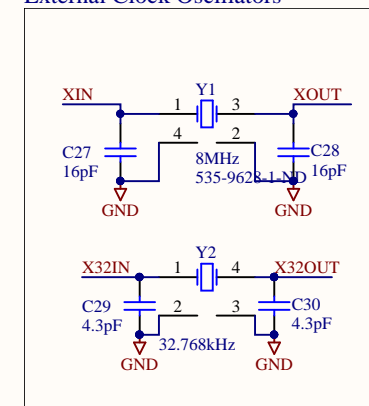 External Clock Oscillators
XIN
Y1
XOUT
1
3
4
2
C27
16pF
8MHz
535-9628-1-ND
C28
16pF
GND
GND
Y2
X32IN
1
4
X32OUT
C29
4.3pF
2
3
C30
4.3pF
32.768kHz
GND
GND